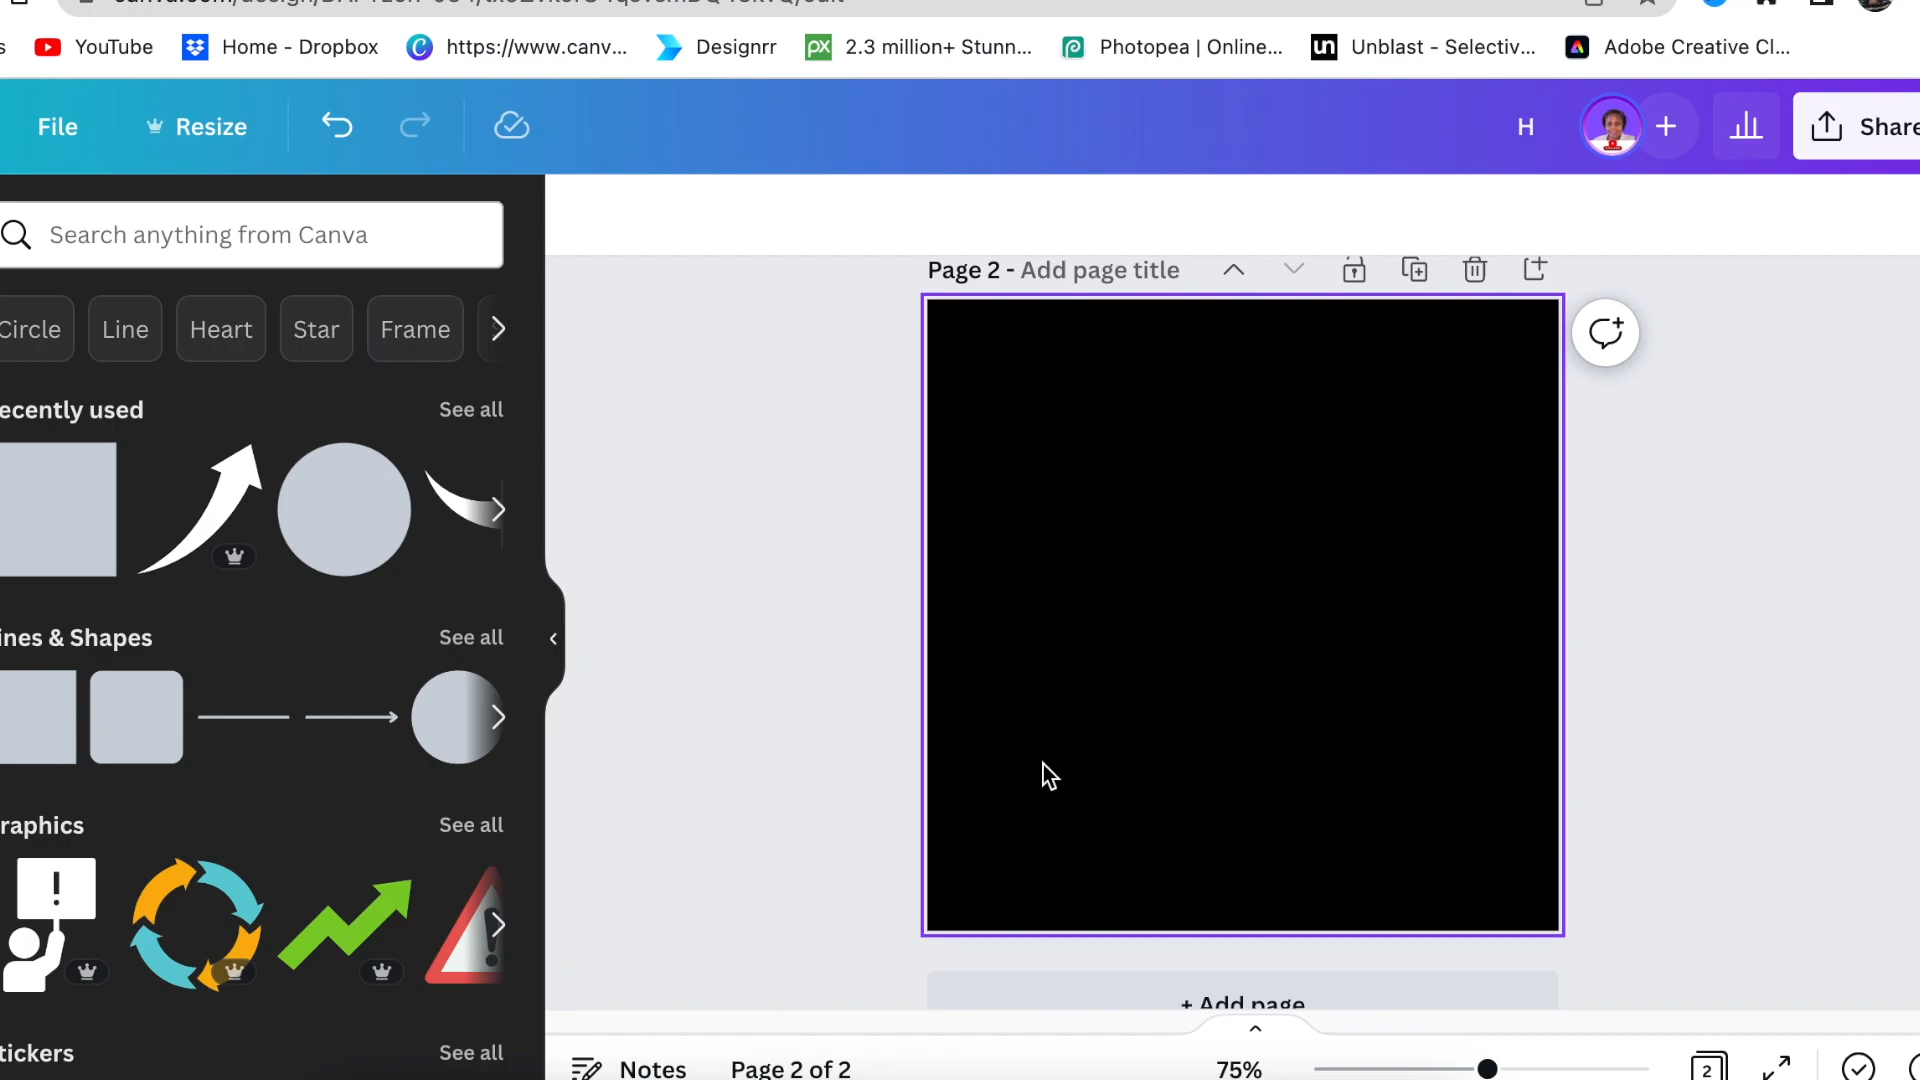 YouTube
Home - Dropbox
https://www.canv...
Designrr
2.3 million+ Stunn...
Photopea | Online...
Unblast - Selectiv...
Adobe Creative Cl...
File
Resize
H
Share
Search anything from Canva
Circle
Line
Heart
Star
Frame
Page 2 - Add page title
ecently used
See all
ines & Shapes
See all
raphics
See all
tickers
See all
+ Add page
Notes
Page 2 of 2
75%
2